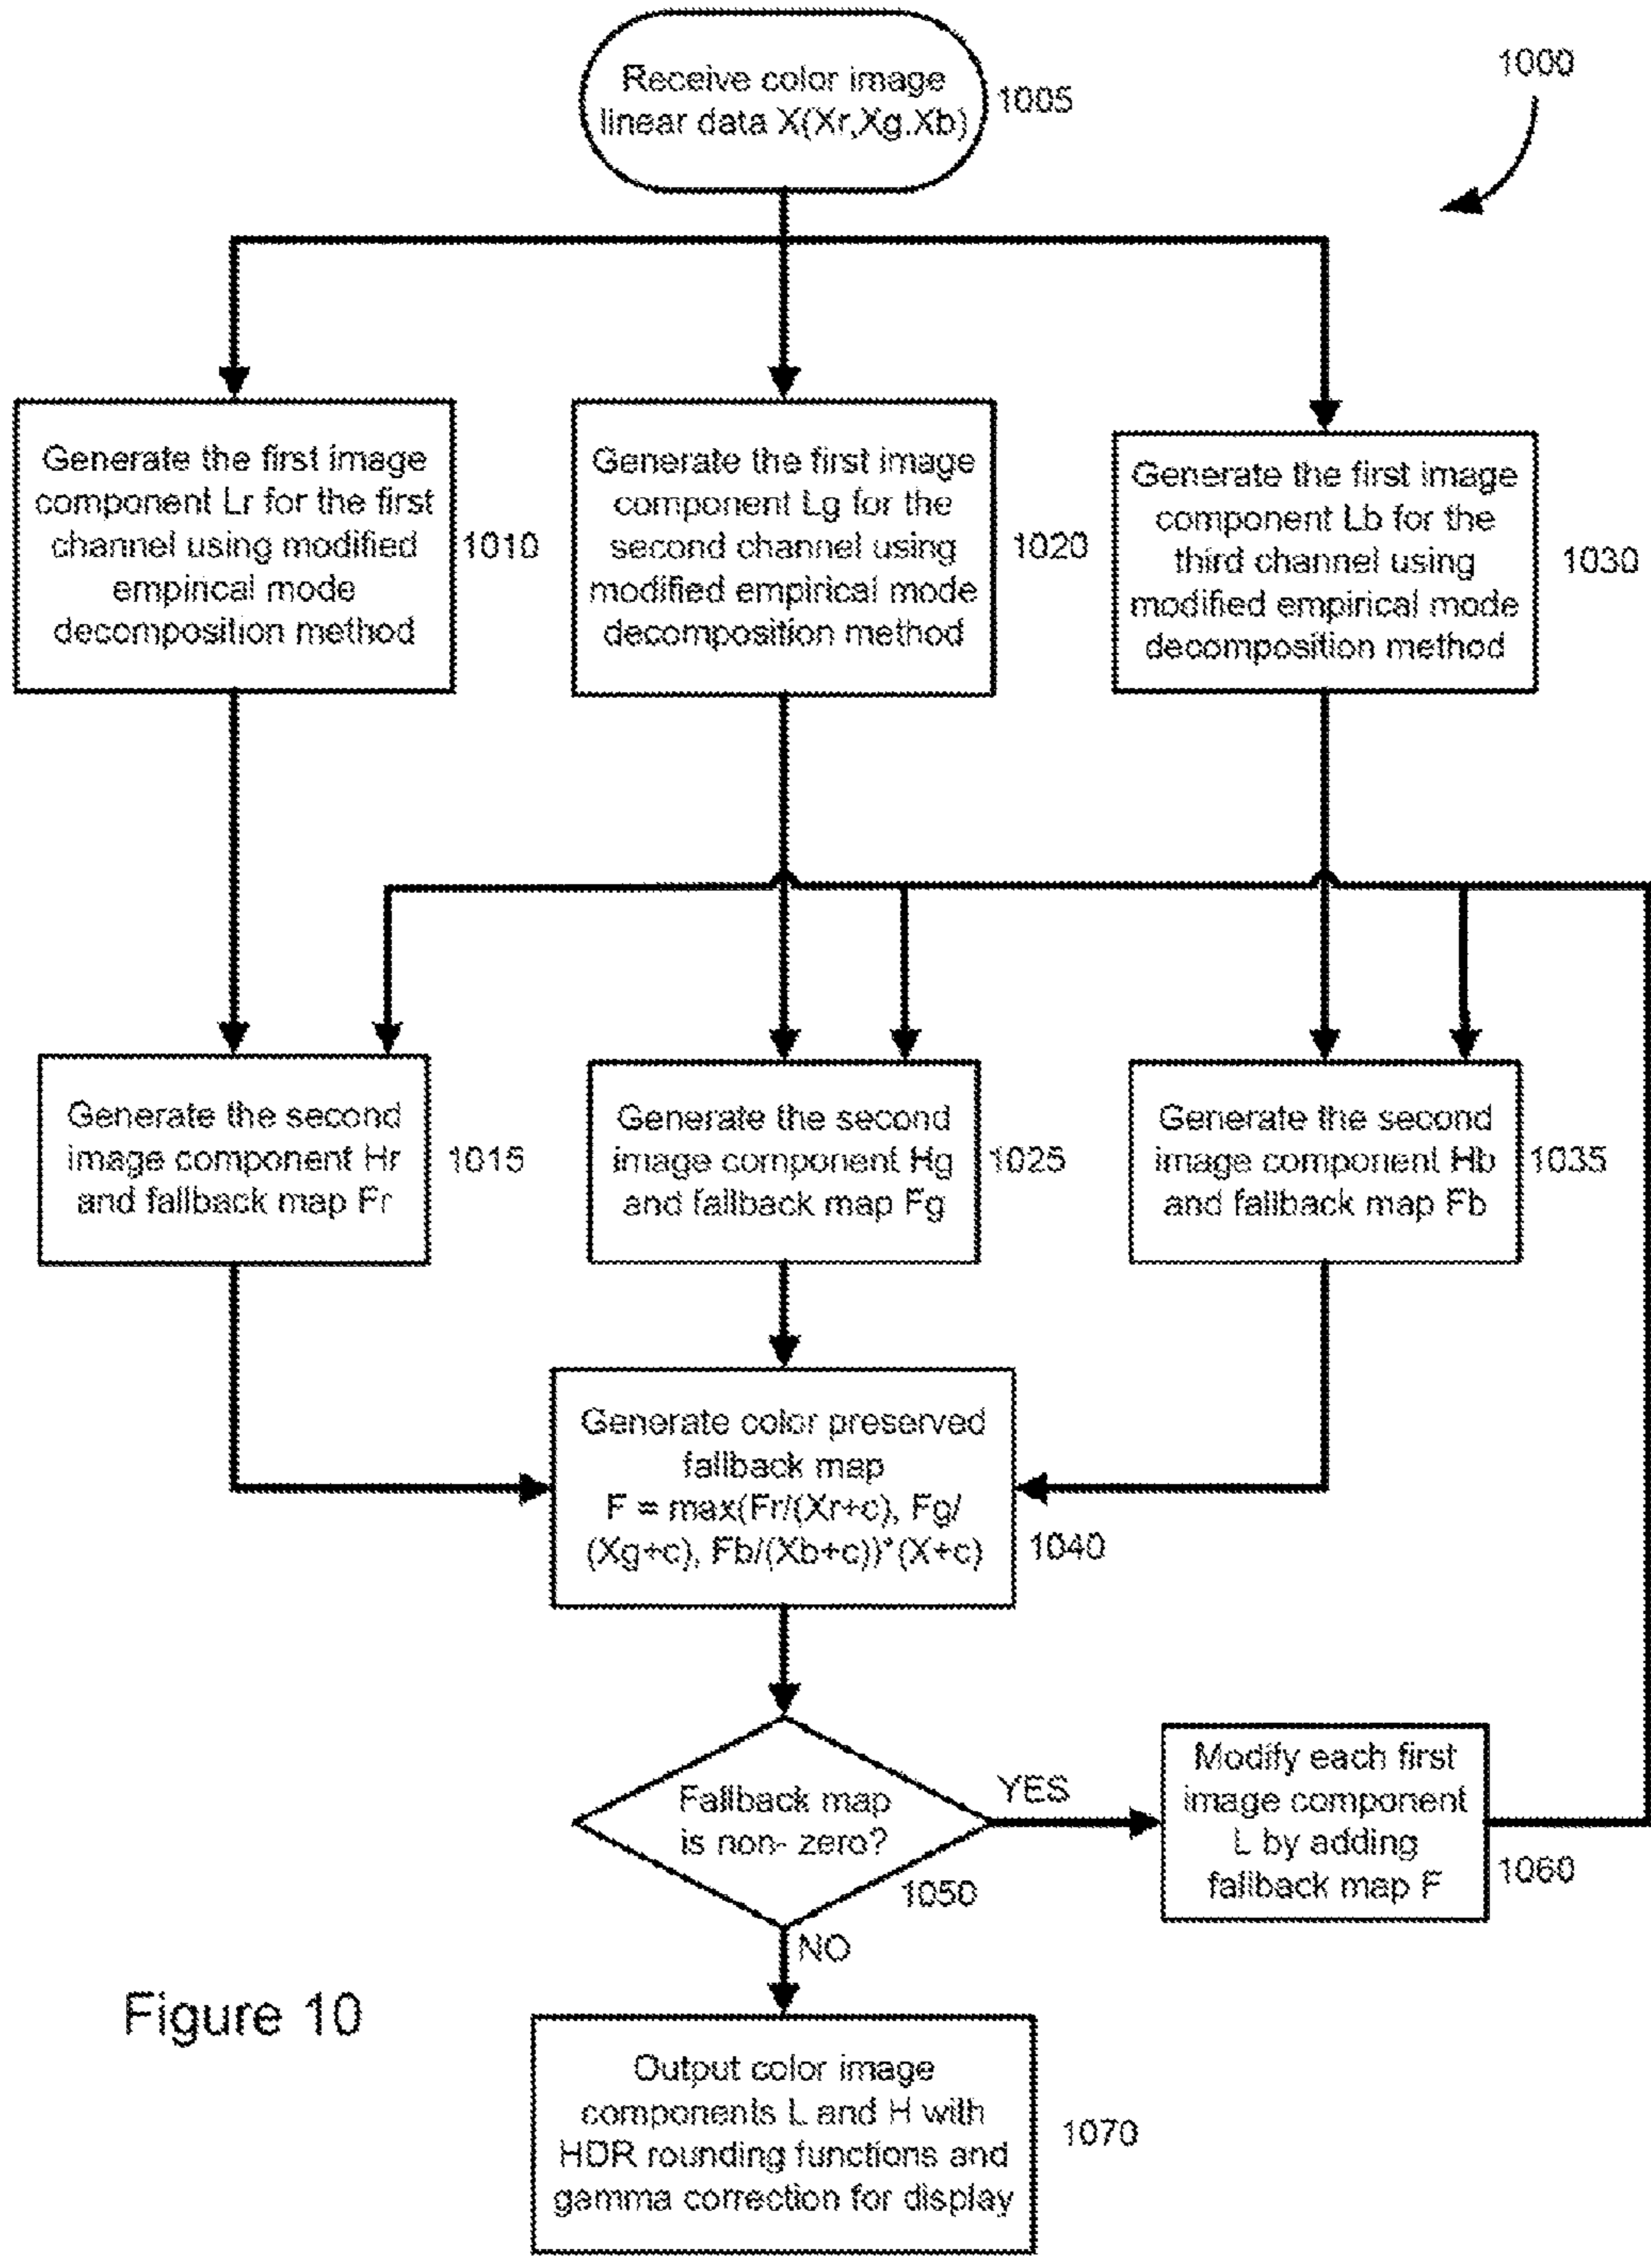 Receive color image
linear data X(Xr,Xg.Xb)
1005
1000
Generate the first image
component Lr for the first
channel using modified
empirical mode
decomposition method
1010
Generate the first image
component Lg for the
second channel using
modified empirical mode
decomposition method
1020
Generate the first image
component Lb for the
third channel using
modified empirical mode
decomposition method
1030
Generate the second
image component Hr
and fallback map Fr
1015
Generate the second
image component Hg
and fallback map Fg
1025
Generate the second
image component Hb
and fallback map Fb
1035
Generate color preserved
fallback map
F = max(Fr/(Xr+c), Fg/
(Xg+c), Fb/(Xb+c))*(X+c)
1040
Fallback map
is non- zero?
1050
YES
Modify each first
image component
L by adding
fallback map F
1060
NO
Output color image
components L and H with
HDR rounding functions and
gamma correction for display
1070
Figure 10